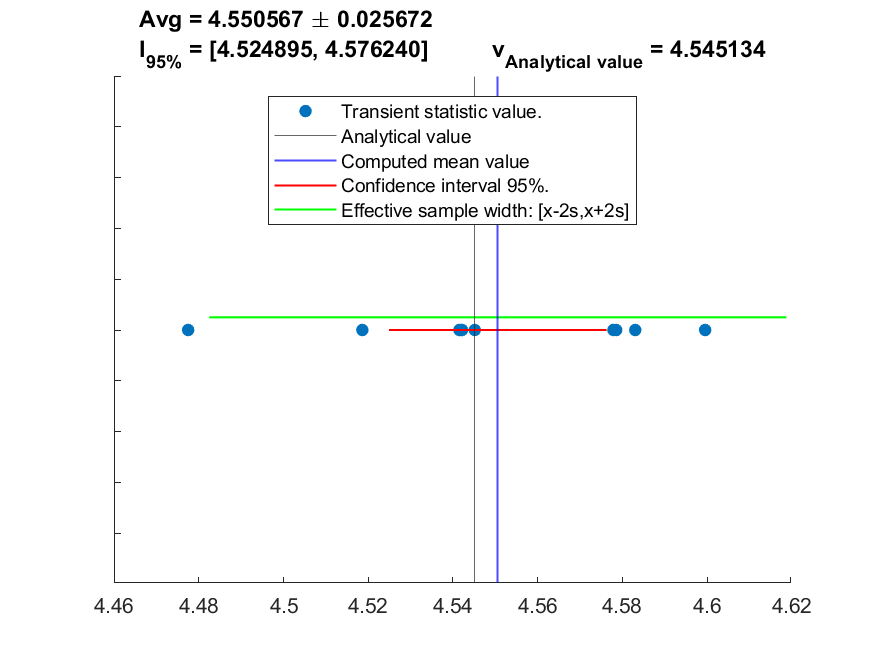 Avg = 4.550567 ± 0.025672
I95% = [4.524895, 4.576240] vAnalytical value = 4.545134
Transient statistic value.
Analytical value
Computed mean value
Confidence interval 95%.
Effective sample width: [x-2s,x+2s]
4.46 4.48 4.5 4.52 4.54 4.56 4.58 4.6 4.62